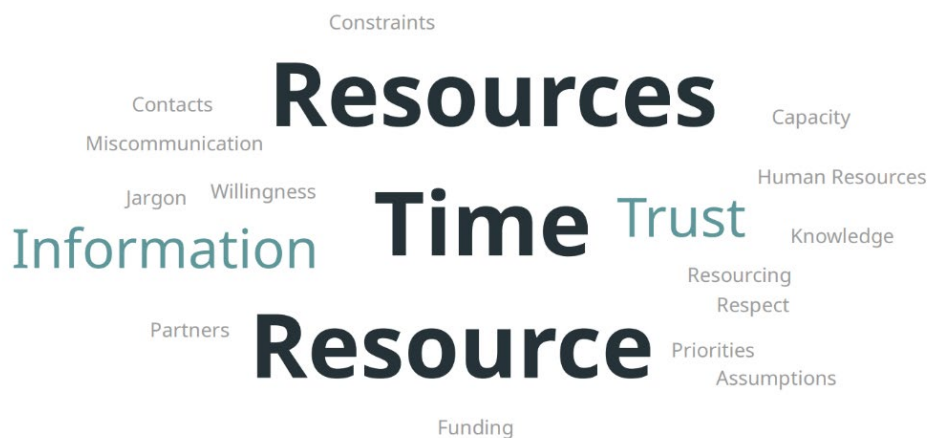 Constraints
Resources
Contacts
Capacity
Miscommunication
Human Resources
Jargon
Willingness
Time
Trust
Information
Knowledge
Resourcing
Respect
Partners
Resource
Priorities
Assumptions
Funding